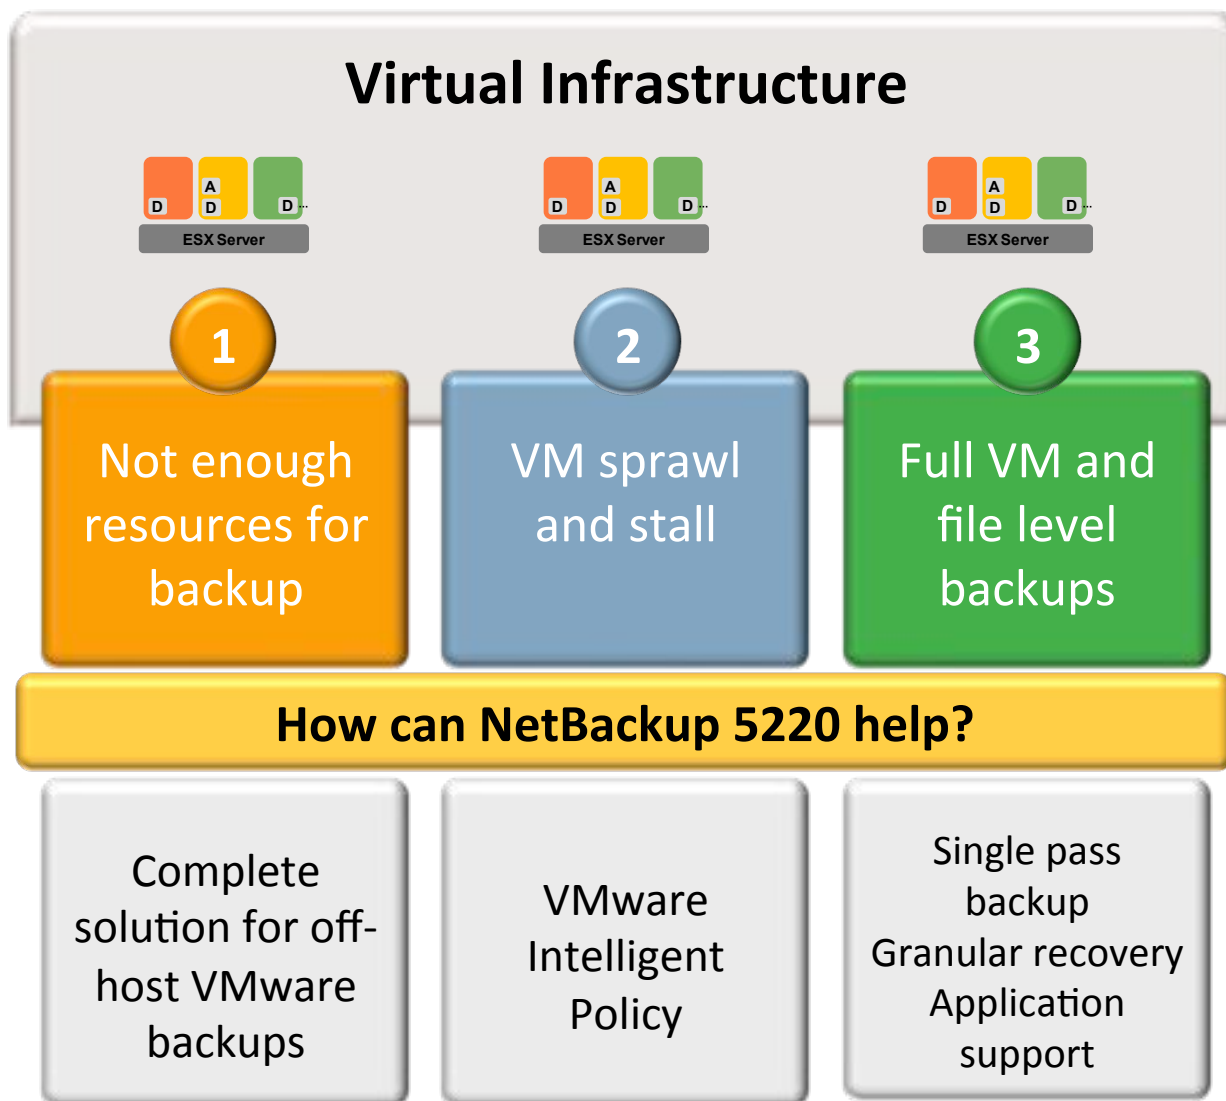 Virtual Infrastructure
D
A
D
D...
ESX Server
D
A
D
D...
ESX Server
D
A
D
D...
ESX Server
1
Not enough
resources for
backup
2
VM sprawl
and stall
3
Full VM and
file level
backups
How can NetBackup 5220 help?
Complete
solution for off-
host VMware
backups
VMware
Intelligent
Policy
Single pass
backup
Granular recovery
Application
support